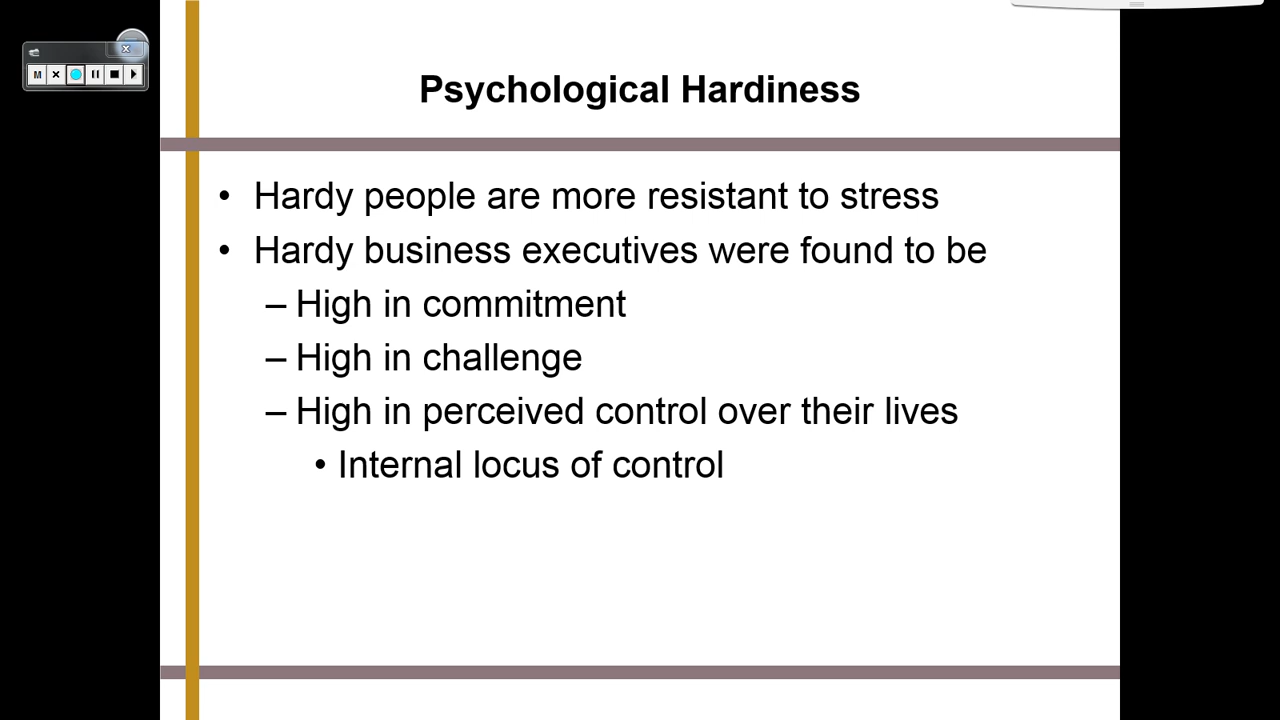 M
Psychological Hardiness
• Hardy people are more resistant to stress
• Hardy business executives were found to be
– High in commitment
– High in challenge
– High in perceived control over their lives
• Internal locus of control